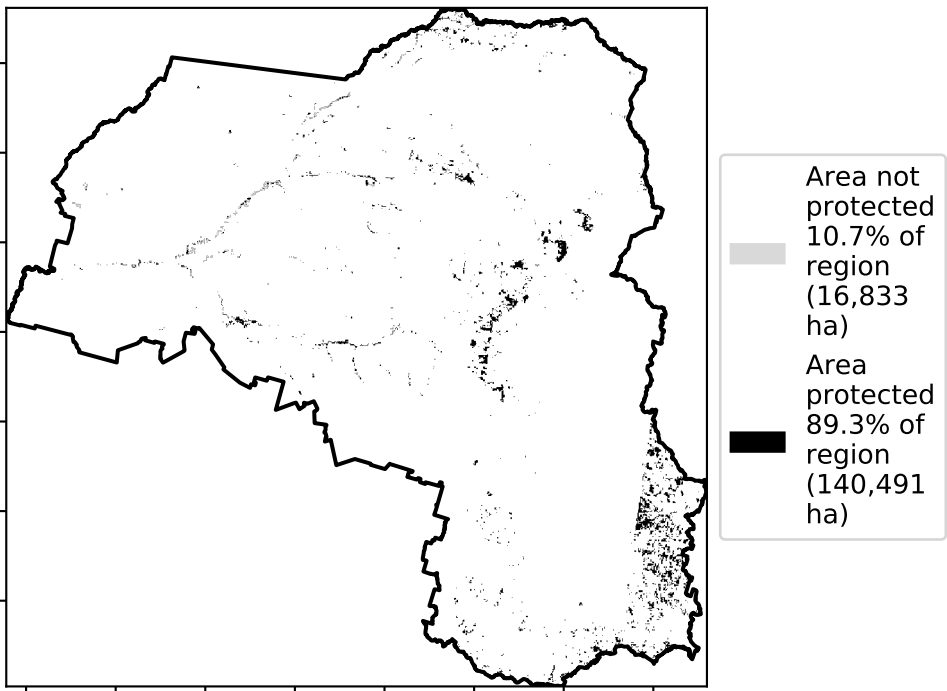 Area not
protected
10.7% of
region
(16,833
ha)
Area
protected
89.3% of
region
(140,491
ha)